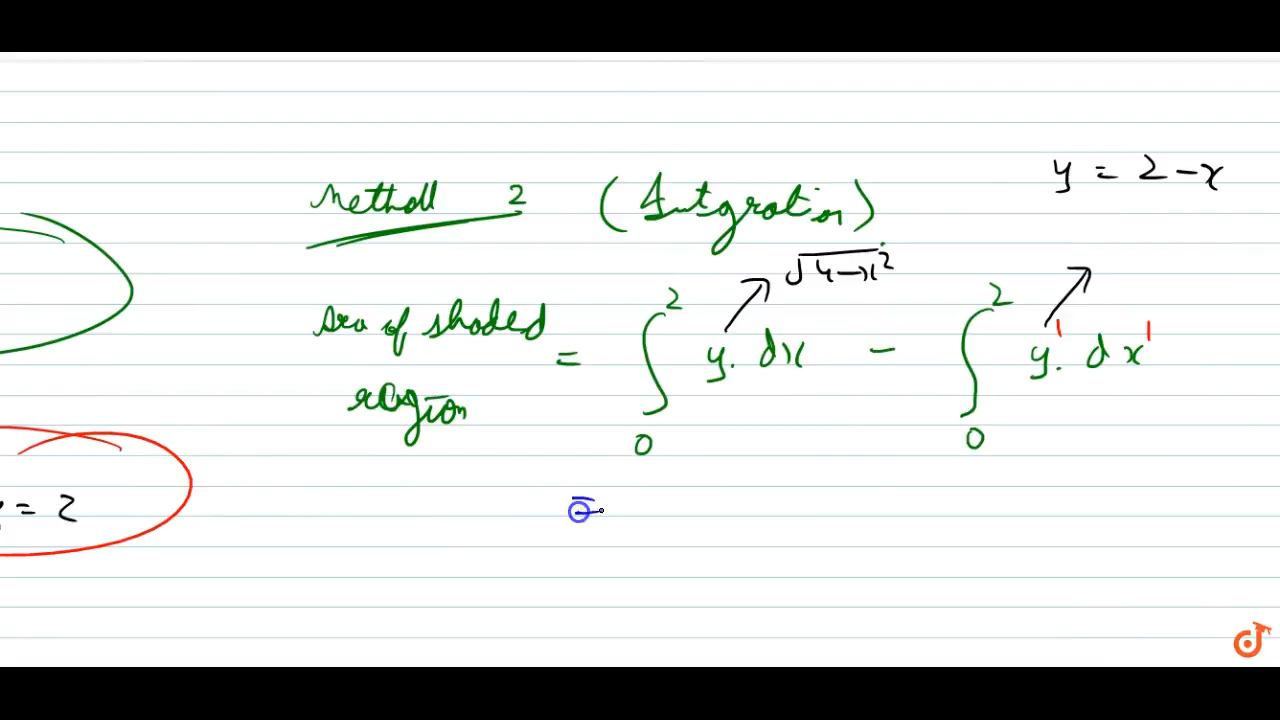 Method 2 (Integration)
y = 2 - x
√4-x²
Area of shaded region = ∫₀² y. dx - ∫₀² y'. dx'
= 2
=